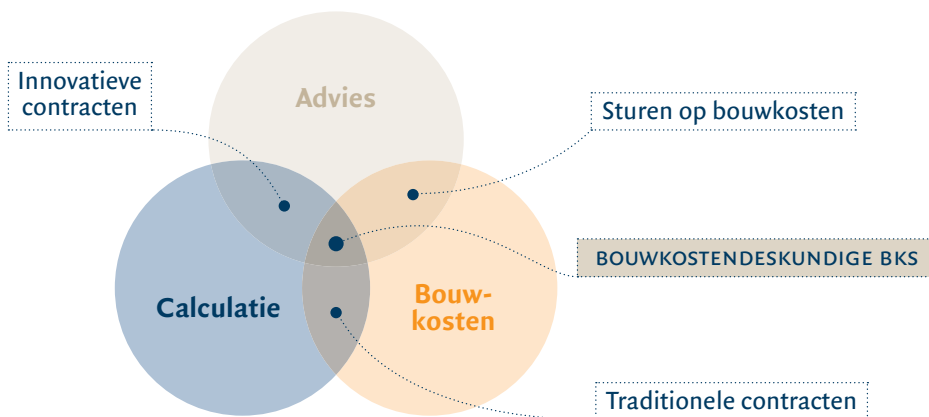 Innovatieve
contracten
Advies
Sturen op bouwkosten
BOUWKOSTENDESKUNDIGE BKS
Calculatie
Bouw-
kosten
Traditionele contracten